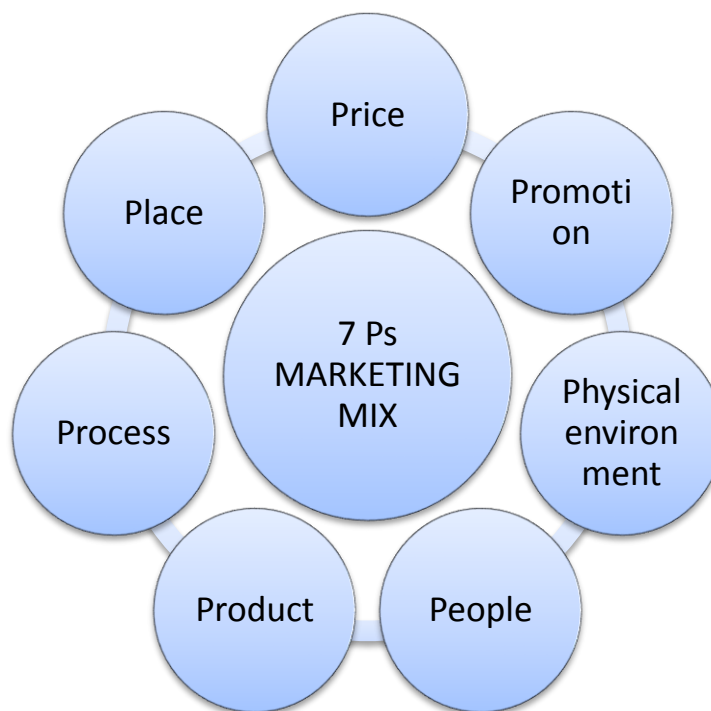 Price
Promoti
on
Physical
environ
ment
People
Product
Process
Place
7 Ps
MARKETING
MIX